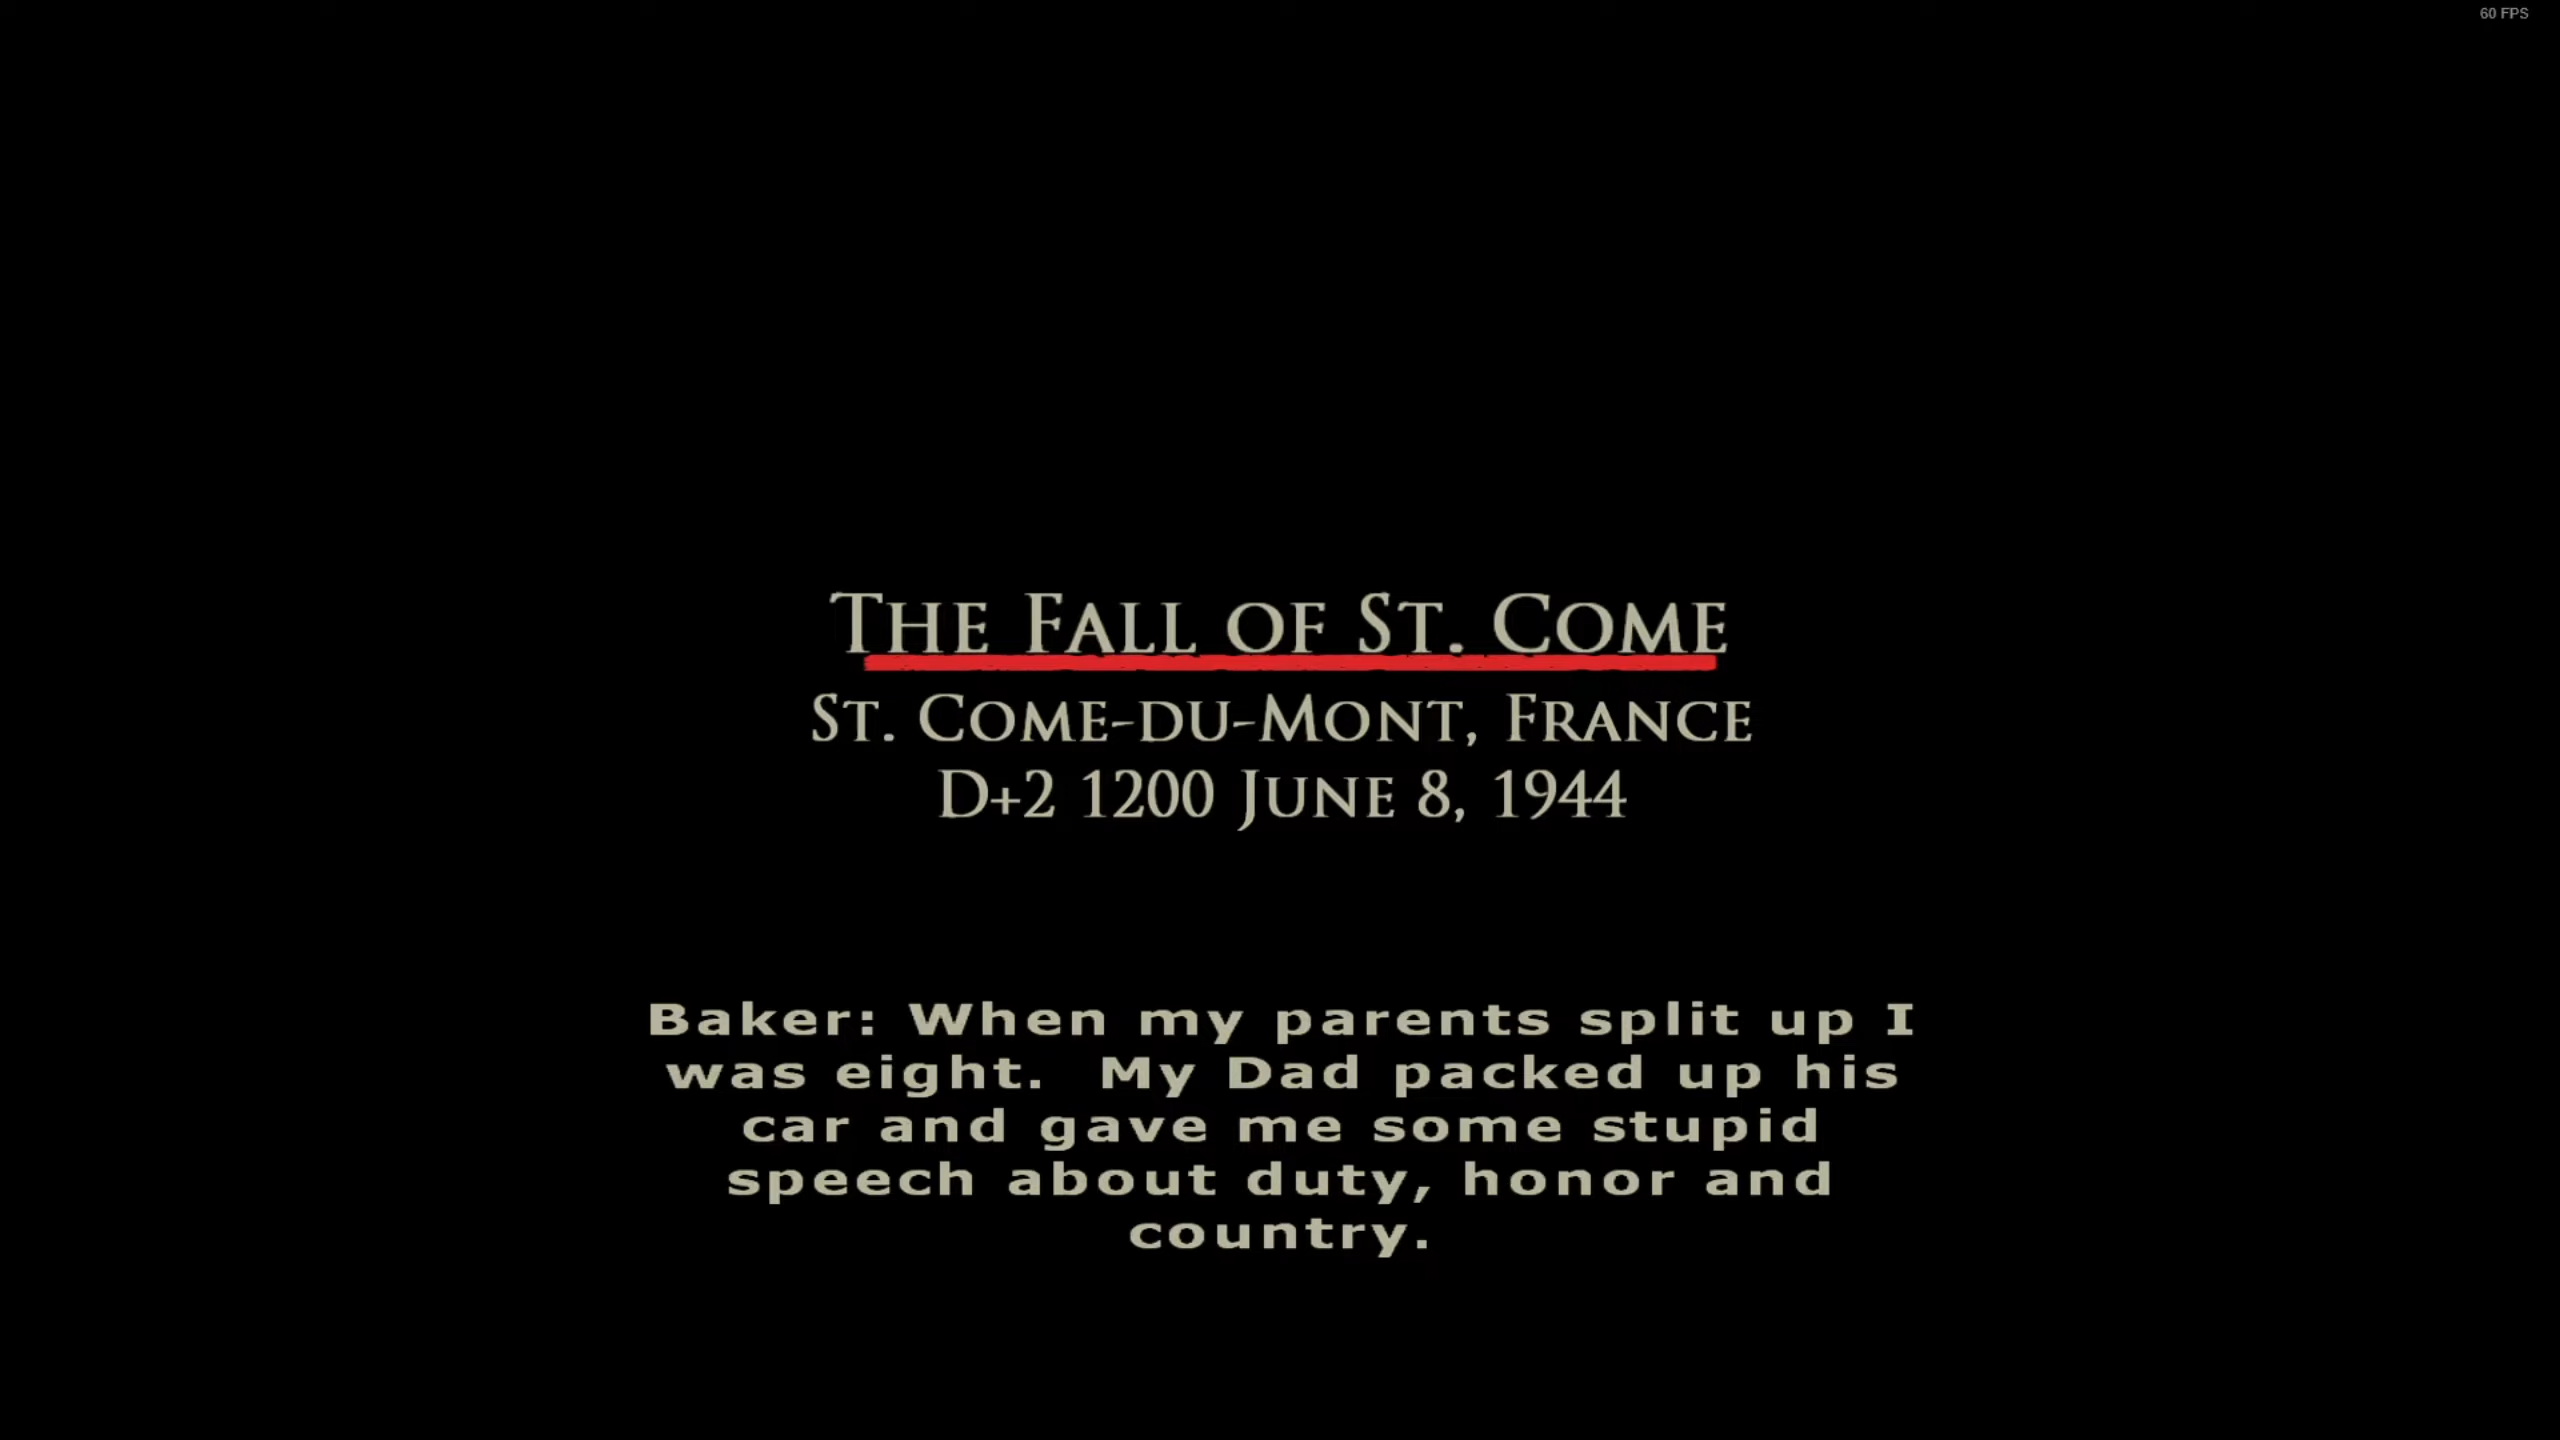 60 FPS
The Fall of St. Come
St. Come-du-Mont, France
D+2 1200 June 8, 1944
Baker: When my parents split up I
was eight.  My Dad packed up his
car and gave me some stupid
speech about duty, honor and
country.